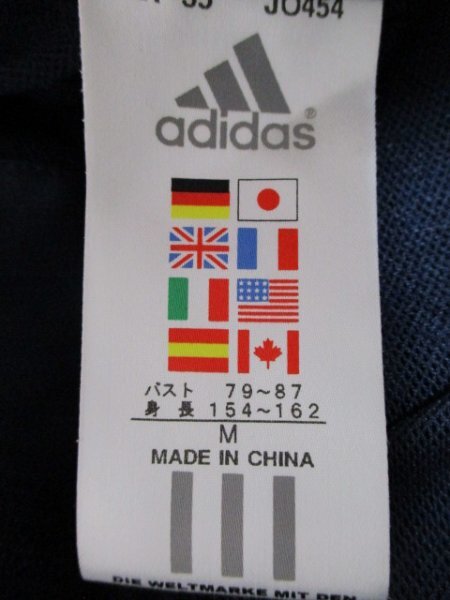 JO454
adidas®
バスト 79～87
身長 154～162
M
MADE IN CHINA
DIE WELTMARKE MIT DEN